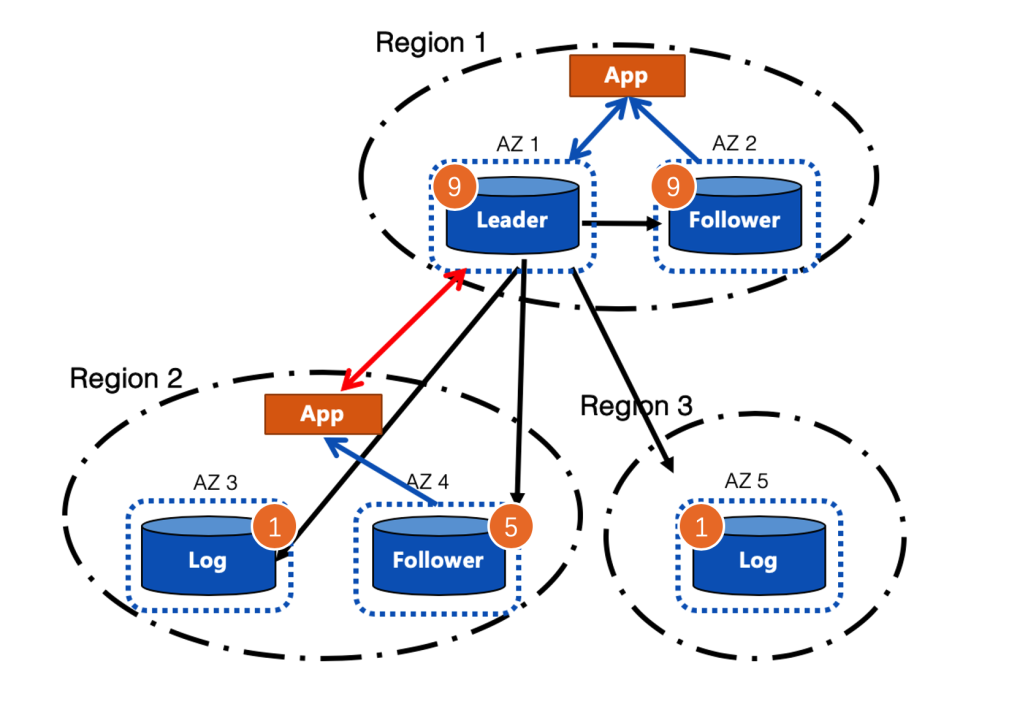 Region 1
App
AZ 1
AZ 2
9
Leader
9
Follower
Region 2
App
Region 3
AZ 3
AZ 4
AZ 5
1
Log
5
Follower
1
Log